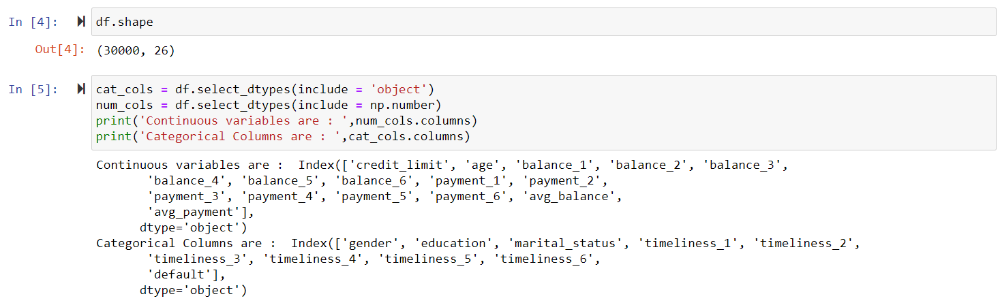 In [4]: df.shape
Out[4]: (30000, 26)
In [5]: cat_cols = df.select_dtypes(include = 'object')
num_cols = df.select_dtypes(include = np.number)
print('Continuous variables are : ',num_cols.columns)
print('Categorical Columns are : ',cat_cols.columns)
Continuous variables are :  Index(['credit_limit', 'age', 'balance_1', 'balance_2', 'balance_3',
'balance_4', 'balance_5', 'balance_6', 'payment_1', 'payment_2',
'payment_3', 'payment_4', 'payment_5', 'payment_6', 'avg_balance',
'avg_payment'],
dtype='object')
Categorical Columns are :  Index(['gender', 'education', 'marital_status', 'timeliness_1', 'timeliness_2',
'timeliness_3', 'timeliness_4', 'timeliness_5', 'timeliness_6',
'default'],
dtype='object')